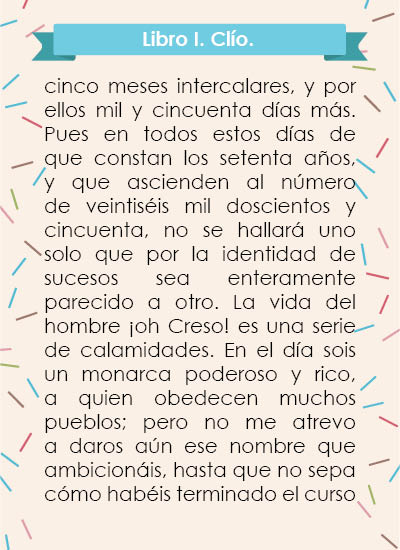 Libro I. Clío.
cinco meses intercalares, y por
ellos mil y cincuenta días más.
Pues en todos estos días de
que constan los setenta años,
y que ascienden al número
de veintiséis mil doscientos y
cincuenta, no se hallará uno
solo que por la identidad de
sucesos sea enteramente
parecido a otro. La vida del
hombre ¡oh Creso! es una serie
de calamidades. En el día sois
un monarca poderoso y rico,
a quien obedecen muchos
pueblos; pero no me atrevo
a daros aún ese nombre que
ambicionáis, hasta que no sepa
cómo habéis terminado el curso